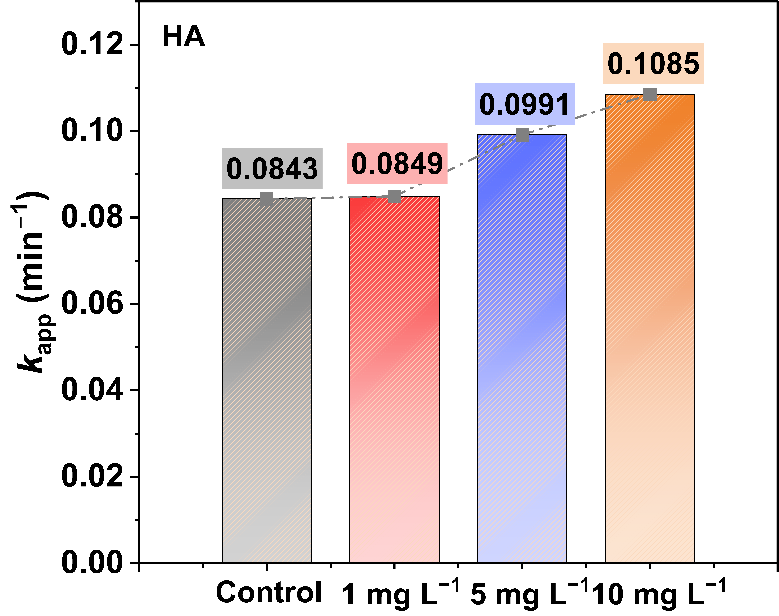 HA
0.12
0.10
0.08
0.06
0.04
0.02
0.00
k_app (min⁻¹)
0.0843
0.0849
0.0991
0.1085
Control
1 mg L⁻¹
5 mg L⁻¹
10 mg L⁻¹